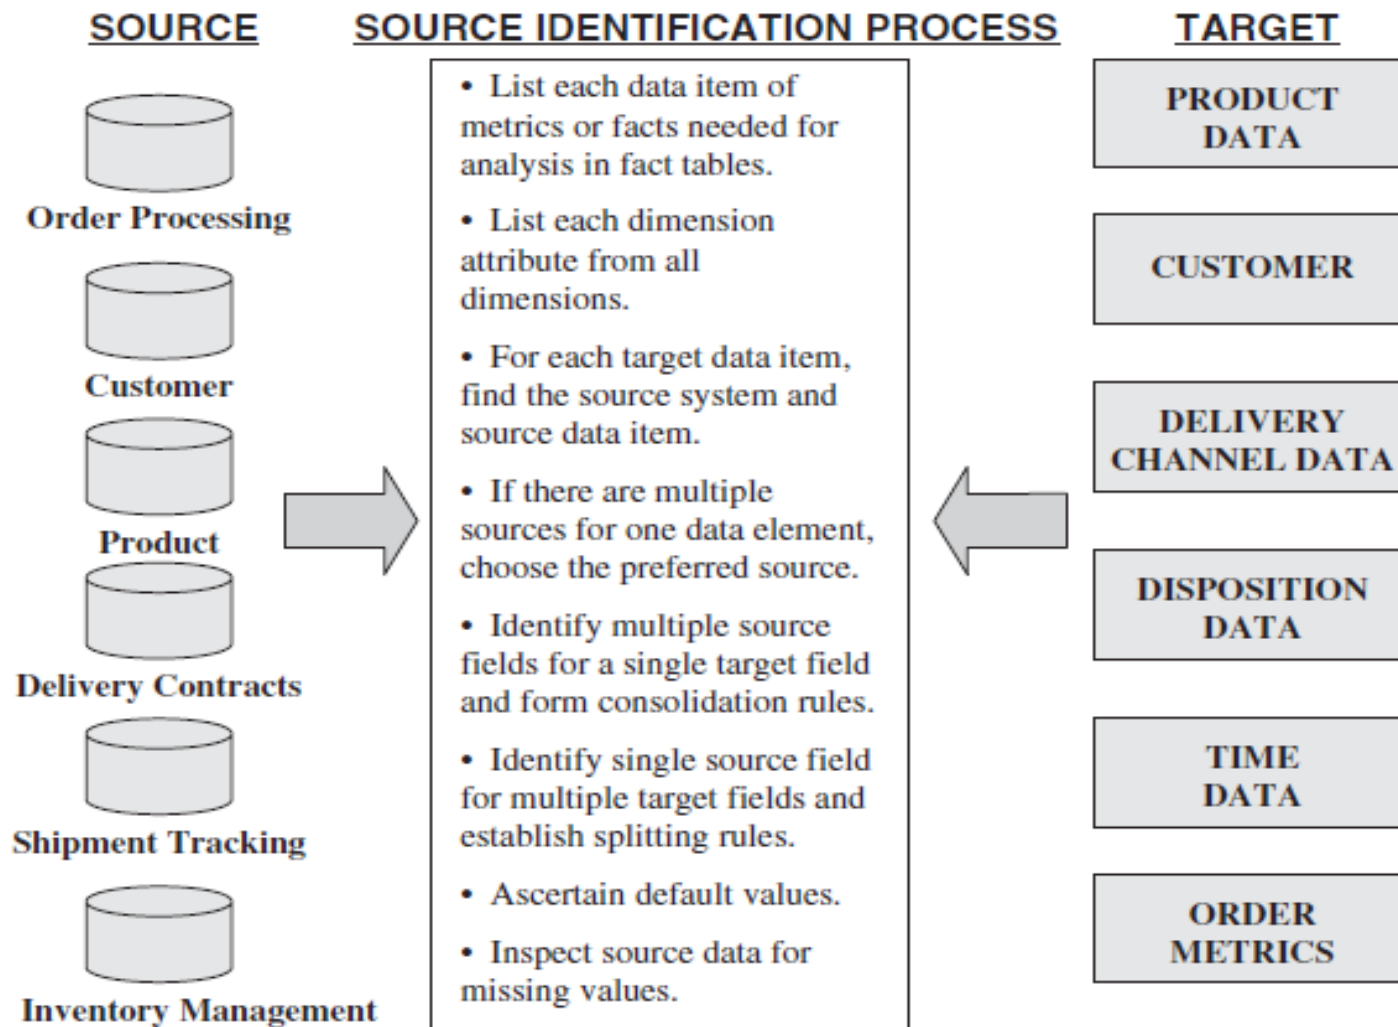 SOURCE
SOURCE IDENTIFICATION PROCESS
TARGET
Order Processing
Customer
Product
Delivery Contracts
Shipment Tracking
Inventory Management
• List each data item of
metrics or facts needed for
analysis in fact tables.
• List each dimension
attribute from all
dimensions.
• For each target data item,
find the source system and
source data item.
• If there are multiple
sources for one data element,
choose the preferred source.
• Identify multiple source
fields for a single target field
and form consolidation rules.
• Identify single source field
for multiple target fields and
establish splitting rules.
• Ascertain default values.
• Inspect source data for
missing values.
PRODUCT
DATA
CUSTOMER
DELIVERY
CHANNEL DATA
DISPOSITION
DATA
TIME
DATA
ORDER
METRICS